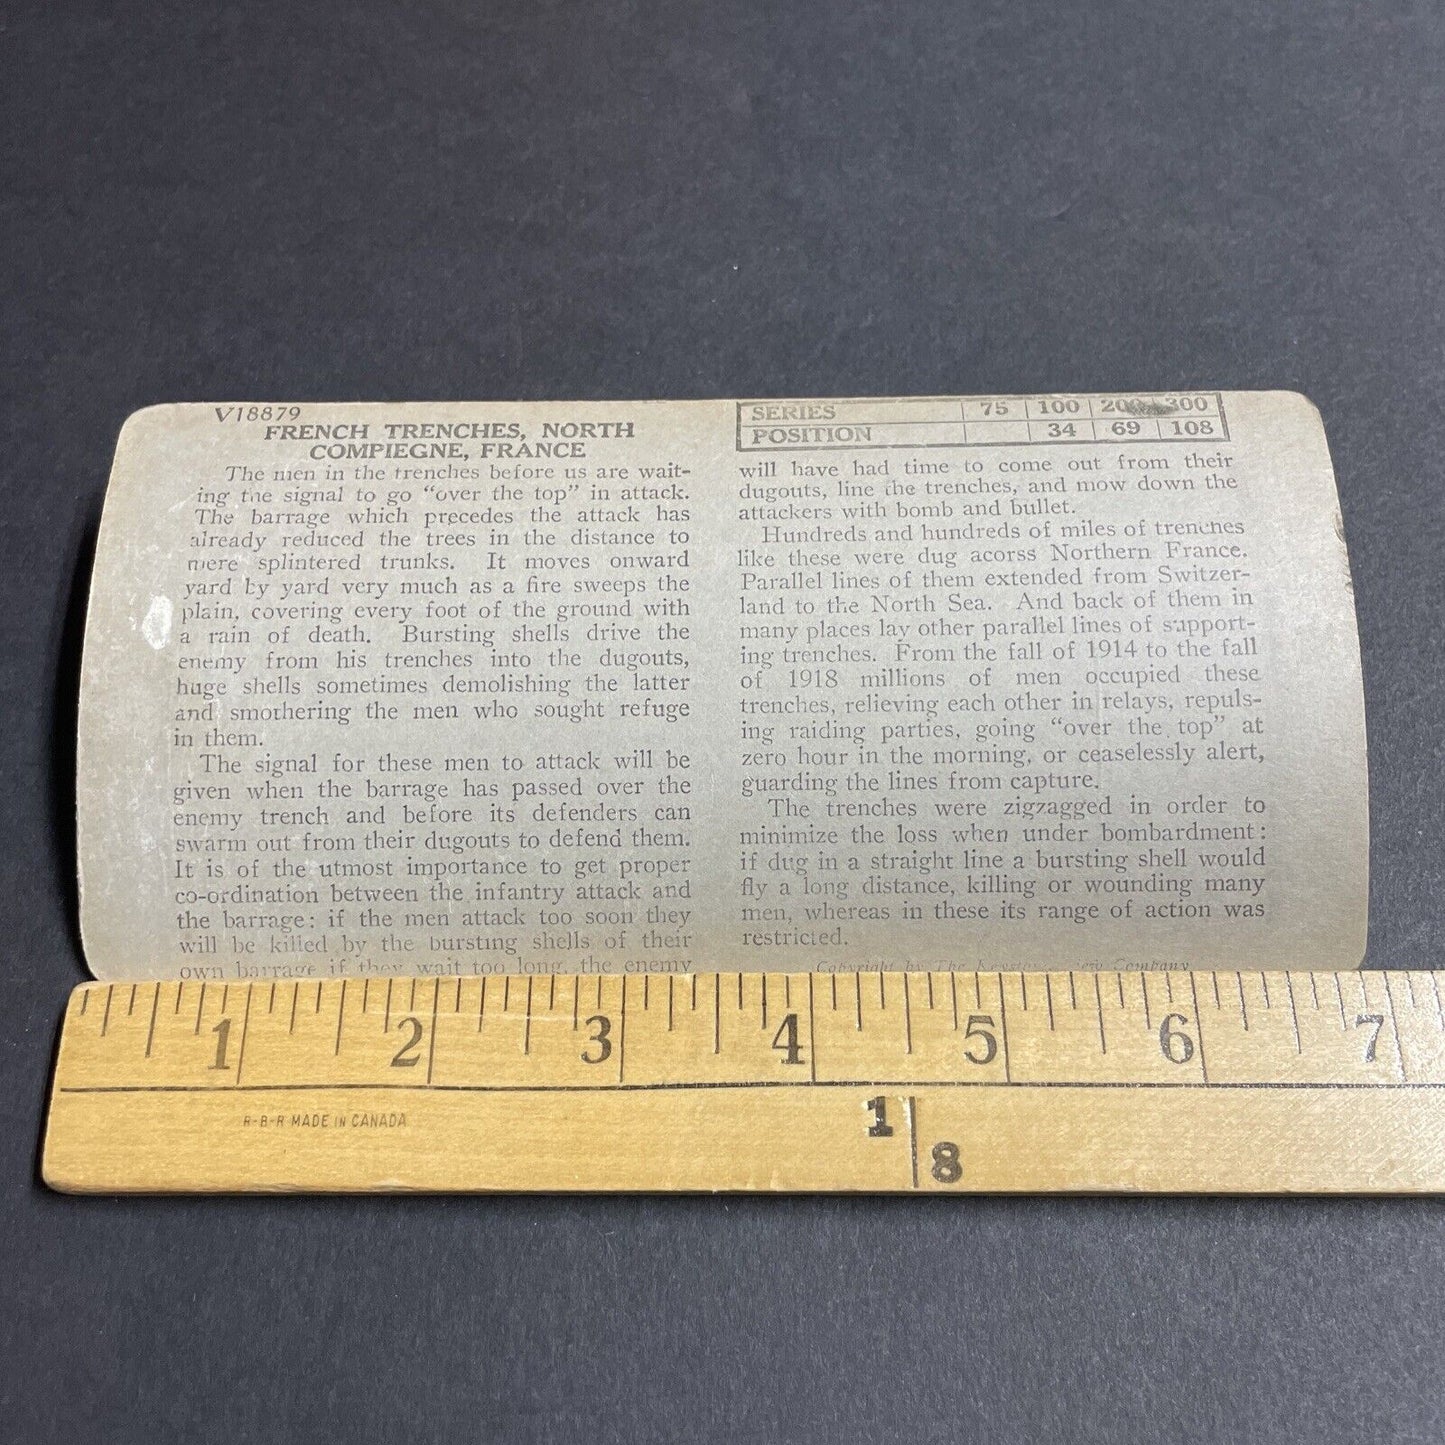 V18879
FRENCH TRENCHES, NORTH
COMPIEGNE, FRANCE
The men in the trenches before us are wait-
ing the signal to go "over the top" in attack.
The barrage which precedes the attack has
already reduced the trees in the distance to
mere splintered trunks. It moves onward
yard by yard very much as a fire sweeps the
plain, covering every foot of the ground with
a rain of death. Bursting shells drive the
enemy from his trenches into the dugouts,
huge shells sometimes demolishing the latter
and smothering the men who sought refuge
in them.
The signal for these men to attack will be
given when the barrage has passed over the
enemy trench and before its defenders can
swarm out from their dugouts to defend them.
It is of the utmost importance to get proper
co-ordination between the infantry attack and
the barrage: if the men attack too soon they
will be killed by the bursting shells of their
own barrage if they wait too long, the enemy
SERIES 75 100 200 300
POSITION 34 69 108
will have had time to come out from their
dugouts, line the trenches, and mow down the
attackers with bomb and bullet.
Hundreds and hundreds of miles of trenches
like these were dug acorss Northern France.
Parallel lines of them extended from Switzer-
land to the North Sea. And back of them in
many places lay other parallel lines of support-
ing trenches. From the fall of 1914 to the fall
of 1918 millions of men occupied these
trenches, relieving each other in relays, repuls-
ing raiding parties, going "over the top" at
zero hour in the morning, or ceaselessly alert,
guarding the lines from capture.
The trenches were zigzagged in order to
minimize the loss when under bombardment:
if dug in a straight line a bursting shell would
fly a long distance, killing or wounding many
men, whereas in these its range of action was
restricted.
Copyright by The Keystone View Company
1 2 3 4 5 6 7
R-B-R MADE IN CANADA
1 8